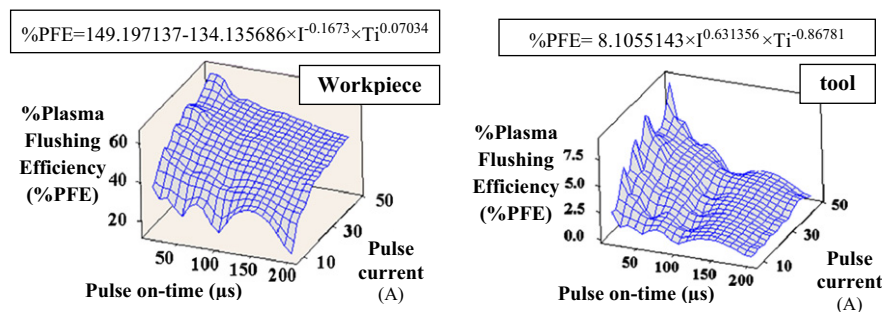 %PFE=149.197137-134.135686×I^-0.1673×Ti^0.07034
Workpiece
%Plasma
Flushing
Efficiency
(%PFE)
60
40
20
50
100
150
200
Pulse on-time (µs)
10
30
50
Pulse
current
(A)
%PFE= 8.1055143×I^0.631356 ×Ti^-0.86781
tool
%Plasma
Flushing
Efficiency
(%PFE)
7.5
5.0
2.5
0.0
50
100
150
200
Pulse on-time (µs)
10
30
50
Pulse
current
(A)